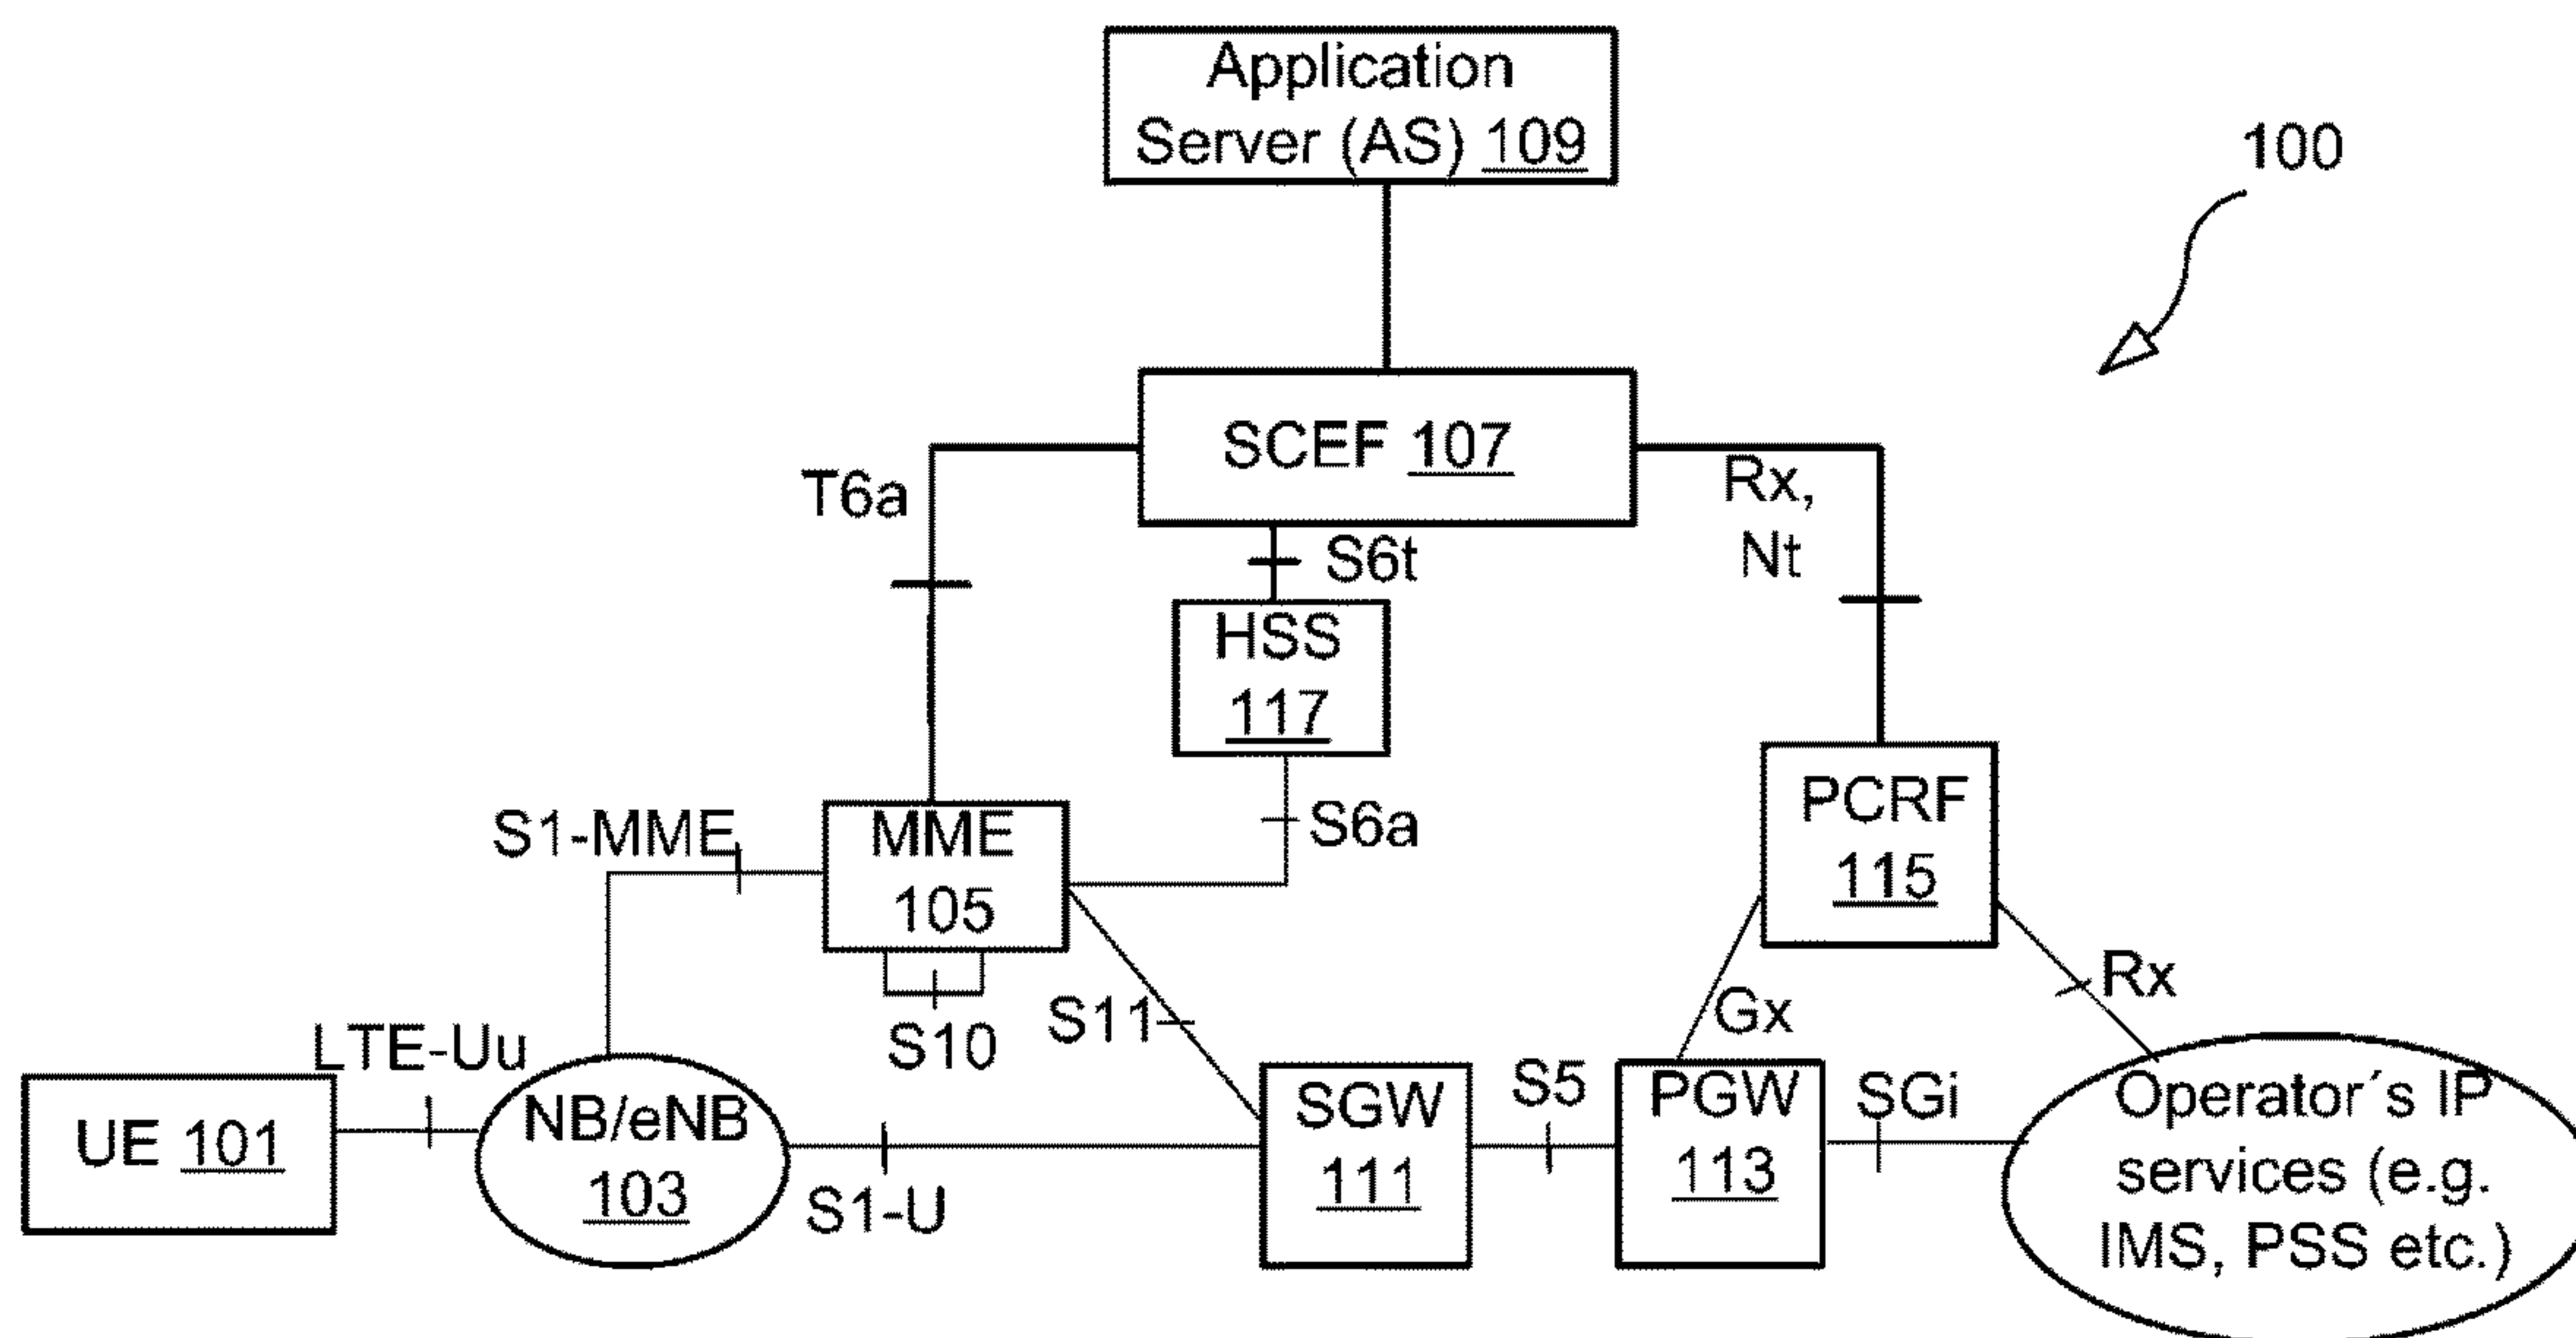 Application
Server (AS) 109
100
SCEF 107
T6a
Rx,
Nt
S6t
HSS
117
PCRF
115
S1-MME
MME
105
S6a
S10
S11
Gx
Rx
LTE-Uu
UE 101
NB/eNB
103
S1-U
SGW
111
S5
PGW
113
SGi
Operator´s IP
services (e.g.
IMS, PSS etc.)